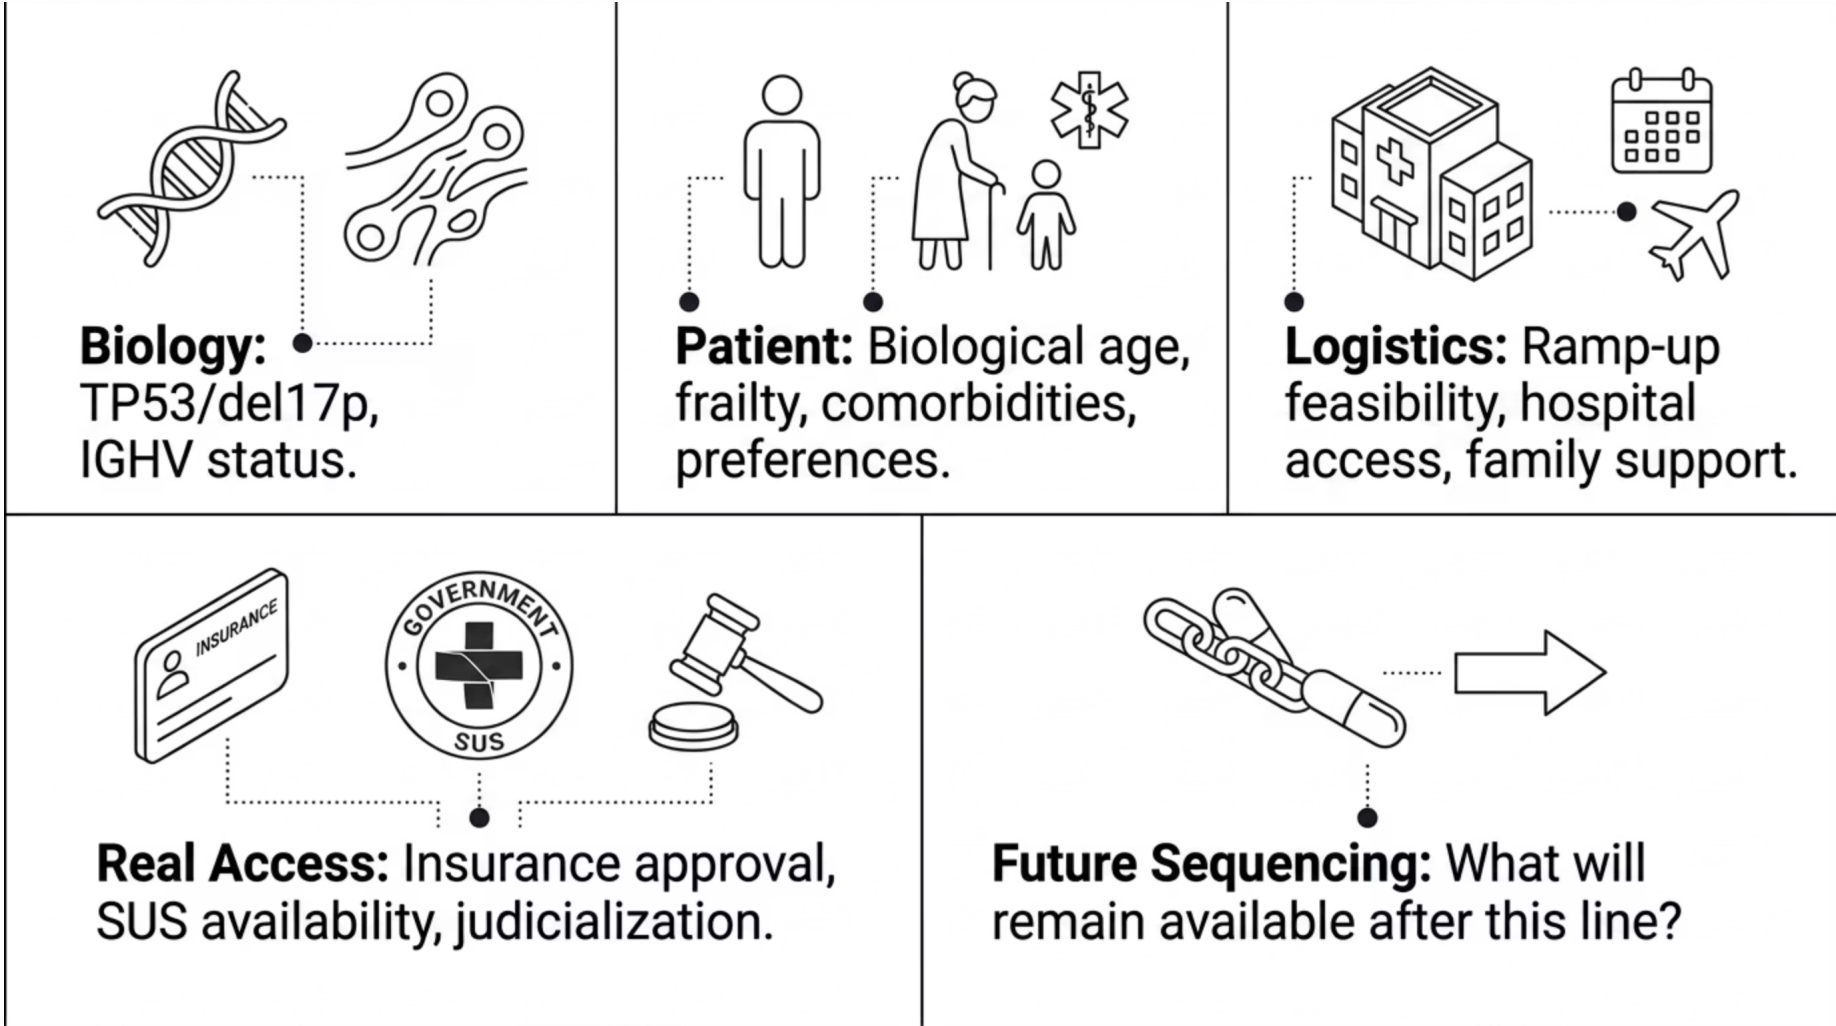 Biology:
TP53/del17p,
IGHV status.
Patient: Biological age,
frailty, comorbidities,
preferences.
Logistics: Ramp-up
feasibility, hospital
access, family support.
INSURANCE
GOVERNMENT
SUS
Real Access: Insurance approval,
SUS availability, judicialization.
Future Sequencing: What will
remain available after this line?